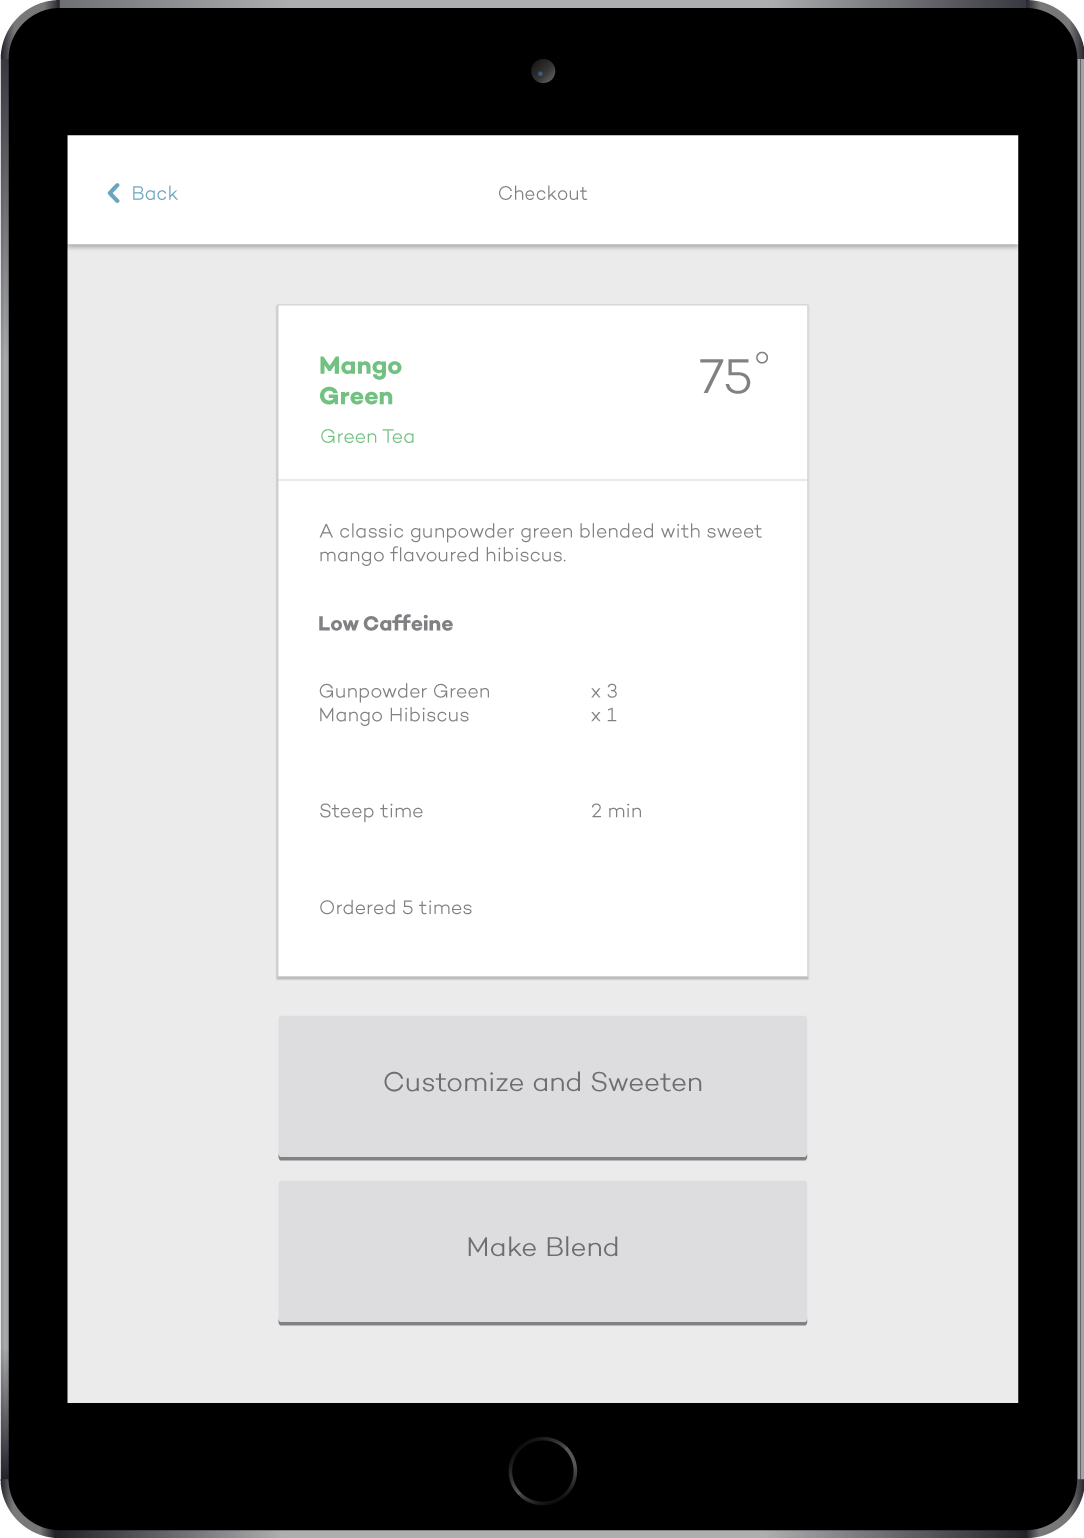 Back
Checkout
Mango
Green
75°
Green Tea
A classic gunpowder green blended with sweet
mango flavoured hibiscus.
Low Caffeine
Gunpowder Green x 3
Mango Hibiscus x 1
Steep time 2 min
Ordered 5 times
Customize and Sweeten
Make Blend